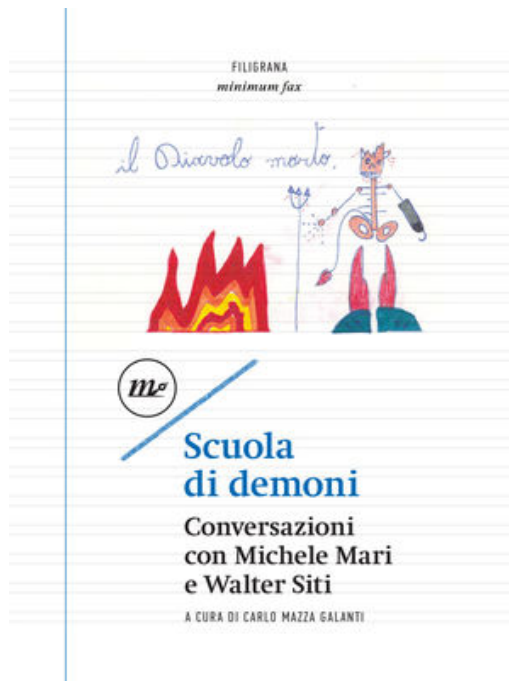 FILIGRANA
minimum fax
il Diavolo morto.
m
Scuola
di demoni
Conversazioni
con Michele Mari
e Walter Siti
A CURA DI CARLO MAZZA GALANTI